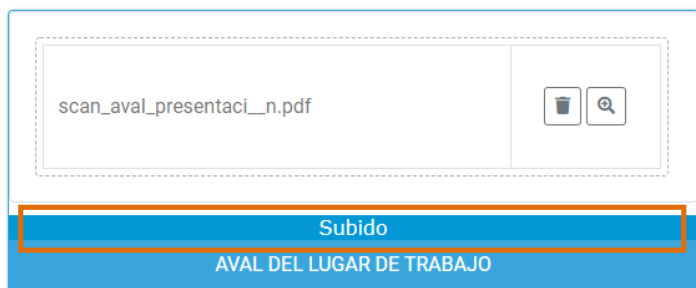 scan_aval_presentaci__n.pdf
Subido
AVAL DEL LUGAR DE TRABAJO